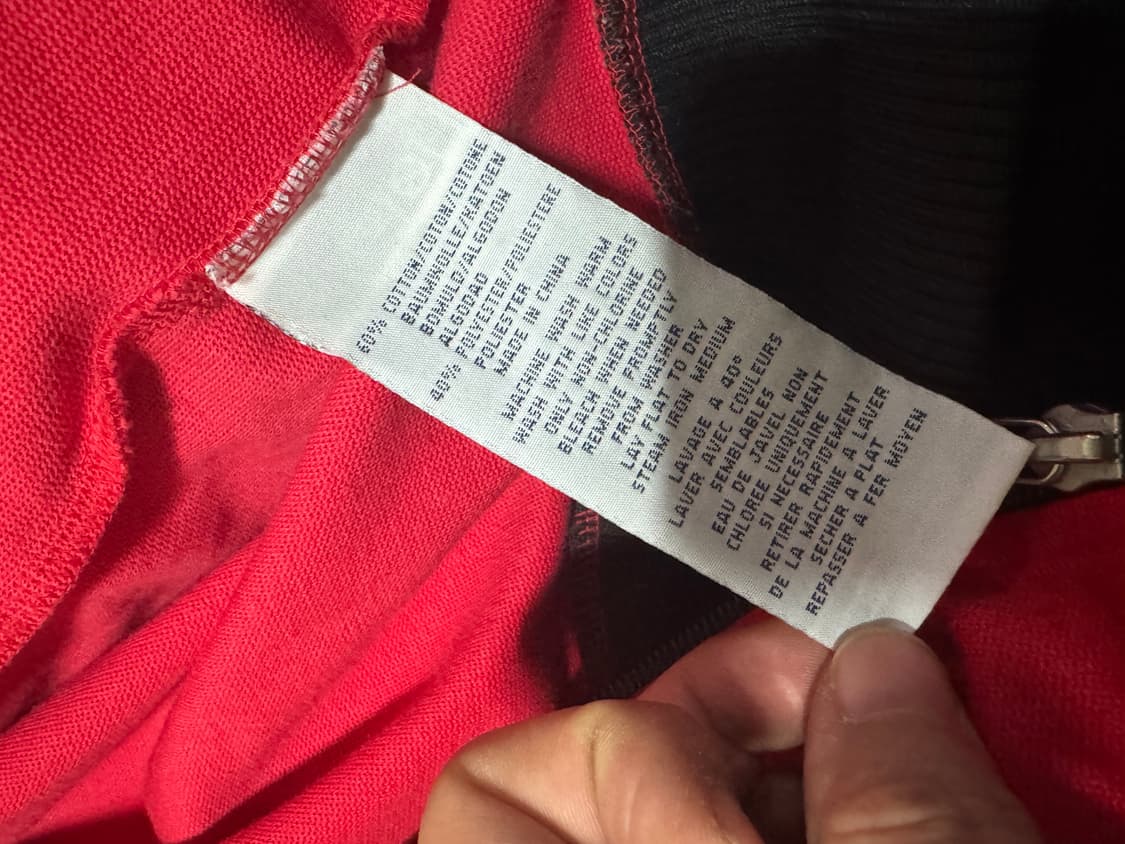 60% COTTON/COTON/COTONE
BAUMWOLLE/KATOEN
BOMULD/ALGODON
ALGODAO
40% POLYESTER/POLIESTERE
POLIESTER
MADE IN CHINA
MACHINE WASH WARM
WASH WITH LIKE COLORS
ONLY NON-CHLORINE
BLEACH WHEN NEEDED
REMOVE PROMPTLY
FROM WASHER
LAY FLAT TO DRY
STEAM IRON MEDIUM
LAVAGE A 40°
LAVER AVEC COULEURS
SEMBLABLES
EAU DE JAVEL NON
CHLOREE UNIQUEMENT
SI NECESSAIRE
RETIRER RAPIDEMENT
DE LA MACHINE A LAVER
SECHER A PLAT
REPASSER A FER MOYEN